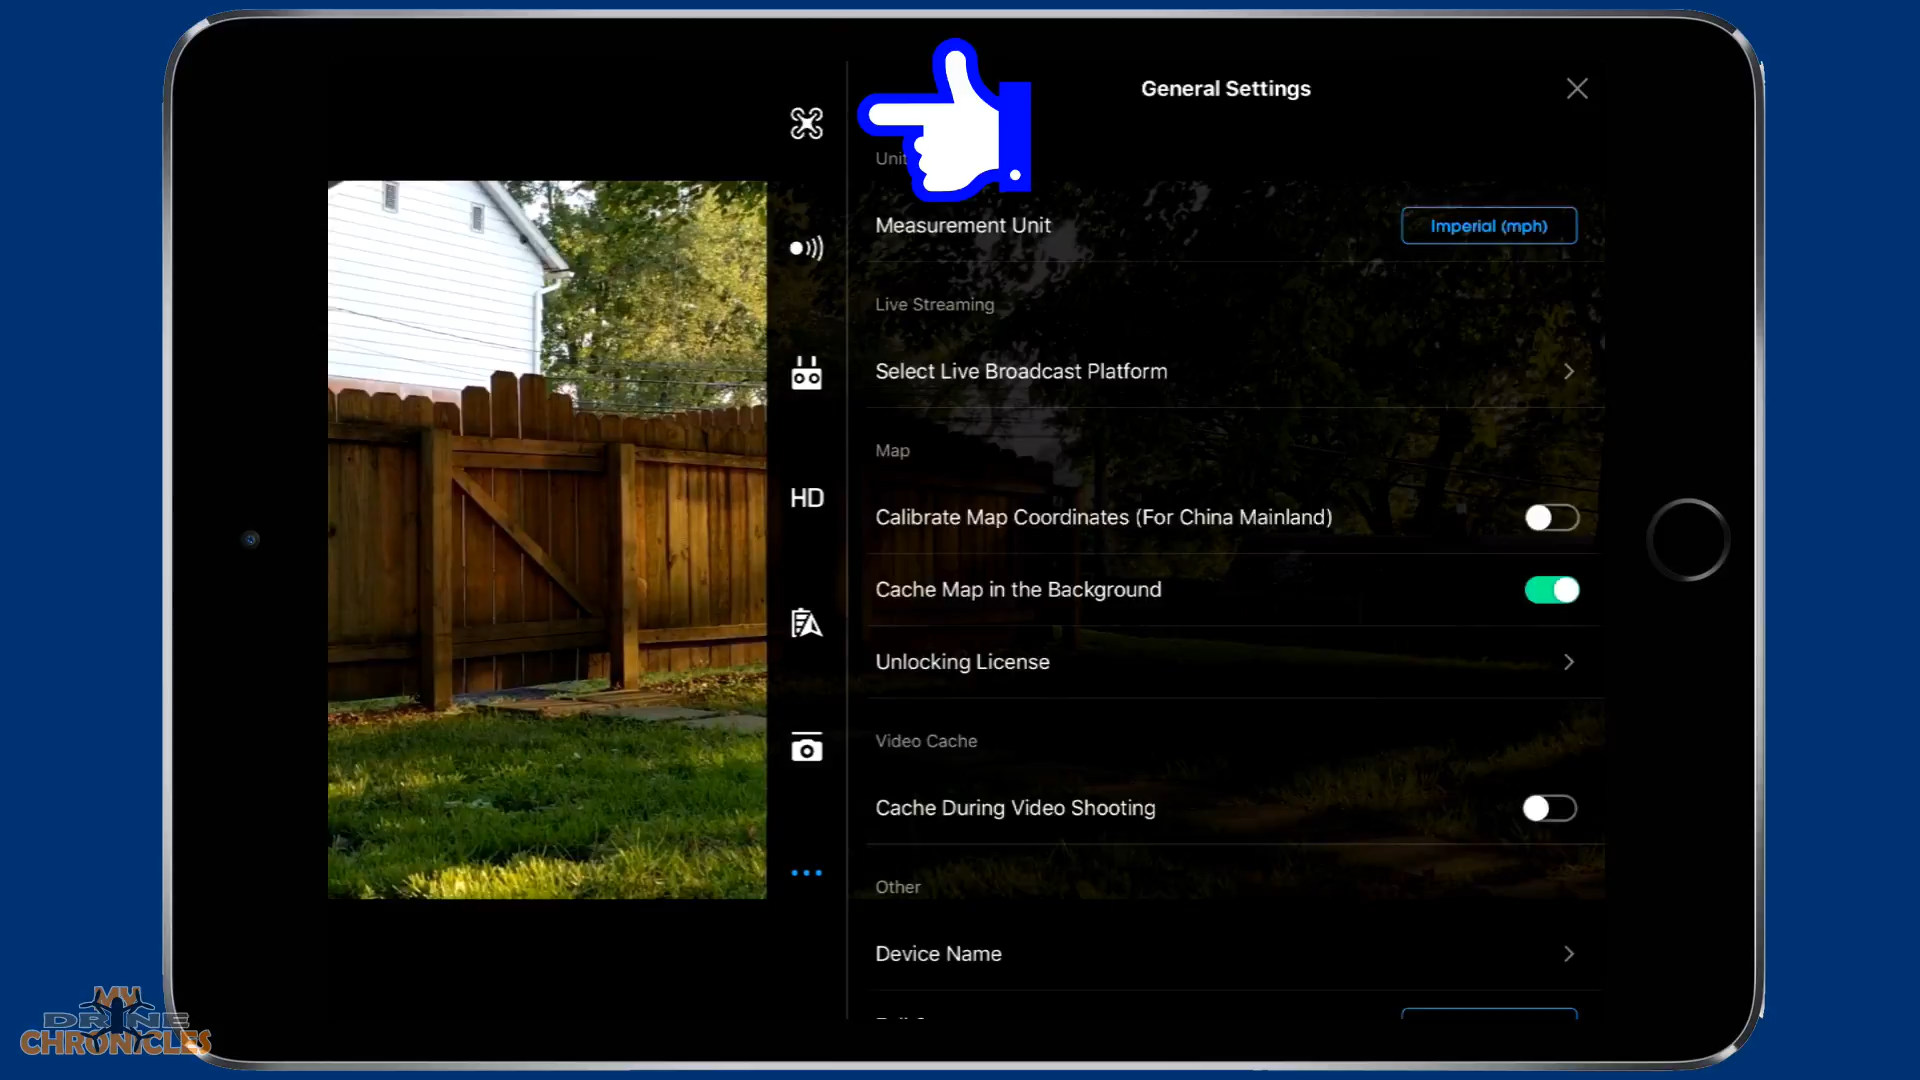 General Settings
Unit
Measurement Unit
Imperial (mph)
Live Streaming
Select Live Broadcast Platform
Map
Calibrate Map Coordinates (For China Mainland)
HD
Cache Map in the Background
Unlocking License
Video Cache
Cache During Video Shooting
Other
Device Name
MY
DRONE
CHRONICLES